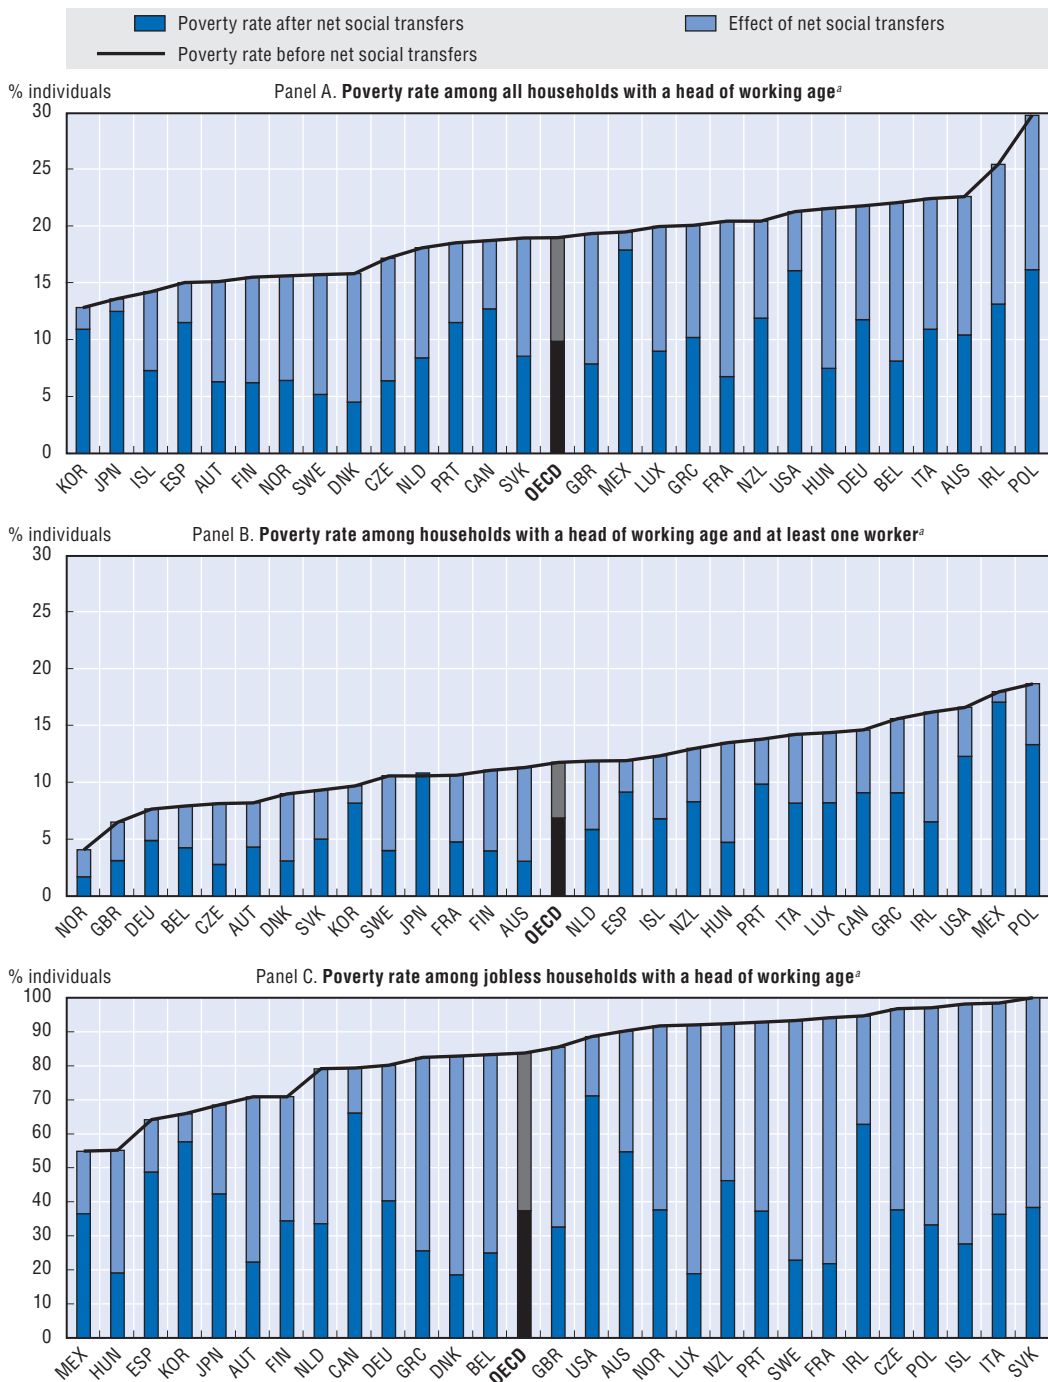 Poverty rate after net social transfers
Effect of net social transfers
Poverty rate before net social transfers
% individuals
Panel A. Poverty rate among all households with a head of working age^a
30
25
20
15
10
5
0
KOR JPN ISL ESP AUT FIN NOR SWE DNK CZE NLD PRT CAN SVK OECD GBR MEX LUX GRC FRA NZL USA HUN DEU BEL ITA AUS IRL POL
% individuals
Panel B. Poverty rate among households with a head of working age and at least one worker^a
30
25
20
15
10
5
0
NOR GBR DEU BEL CZE AUT DNK SVK KOR SWE JPN FRA FIN AUS OECD NLD ESP ISL NZL HUN PRT ITA LUX CAN GRC IRL USA MEX POL
% individuals
Panel C. Poverty rate among jobless households with a head of working age^a
100
90
80
70
60
50
40
30
20
10
0
MEX HUN ESP KOR JPN AUT FIN NLD CAN DEU GRC DNK BEL OECD GBR USA AUS NOR LUX NZL PRT SWE FRA IRL CZE POL ISL ITA SVK